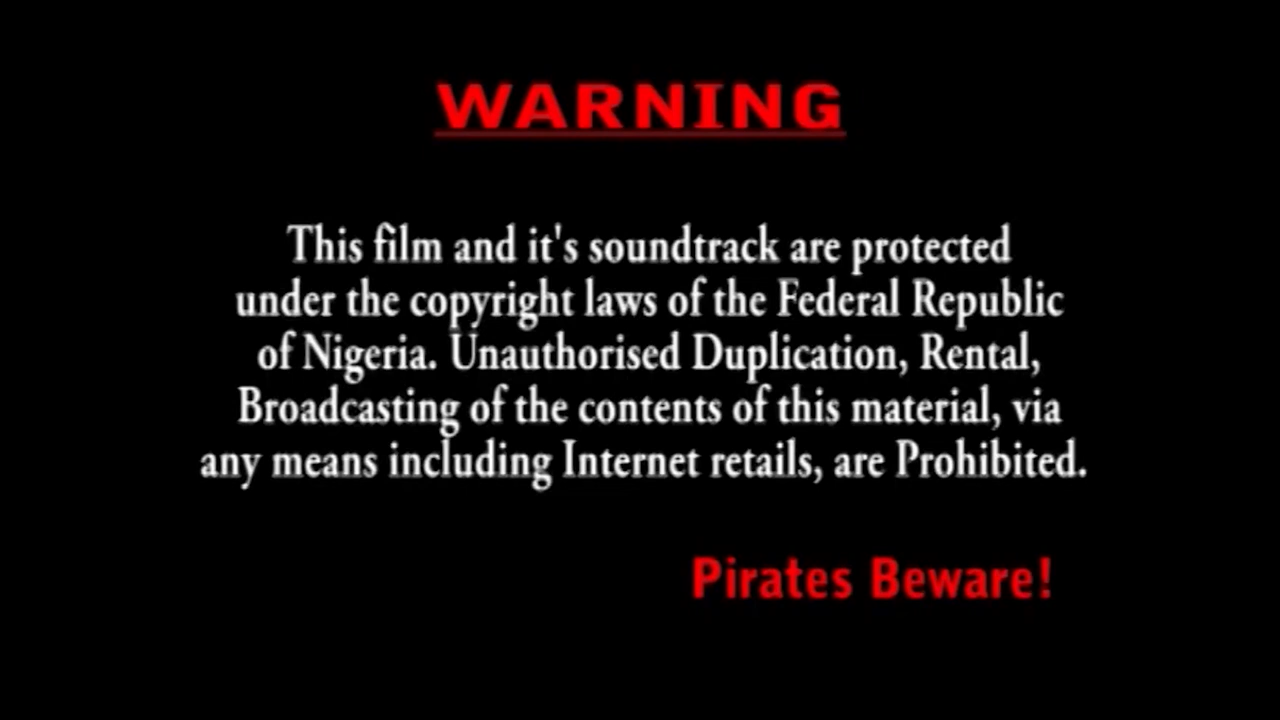 WARNING
This film and it's soundtrack are protected
under the copyright laws of the Federal Republic
of Nigeria. Unauthorised Duplication, Rental,
Broadcasting of the contents of this material, via
any means including Internet retails, are Prohibited.
Pirates Beware!